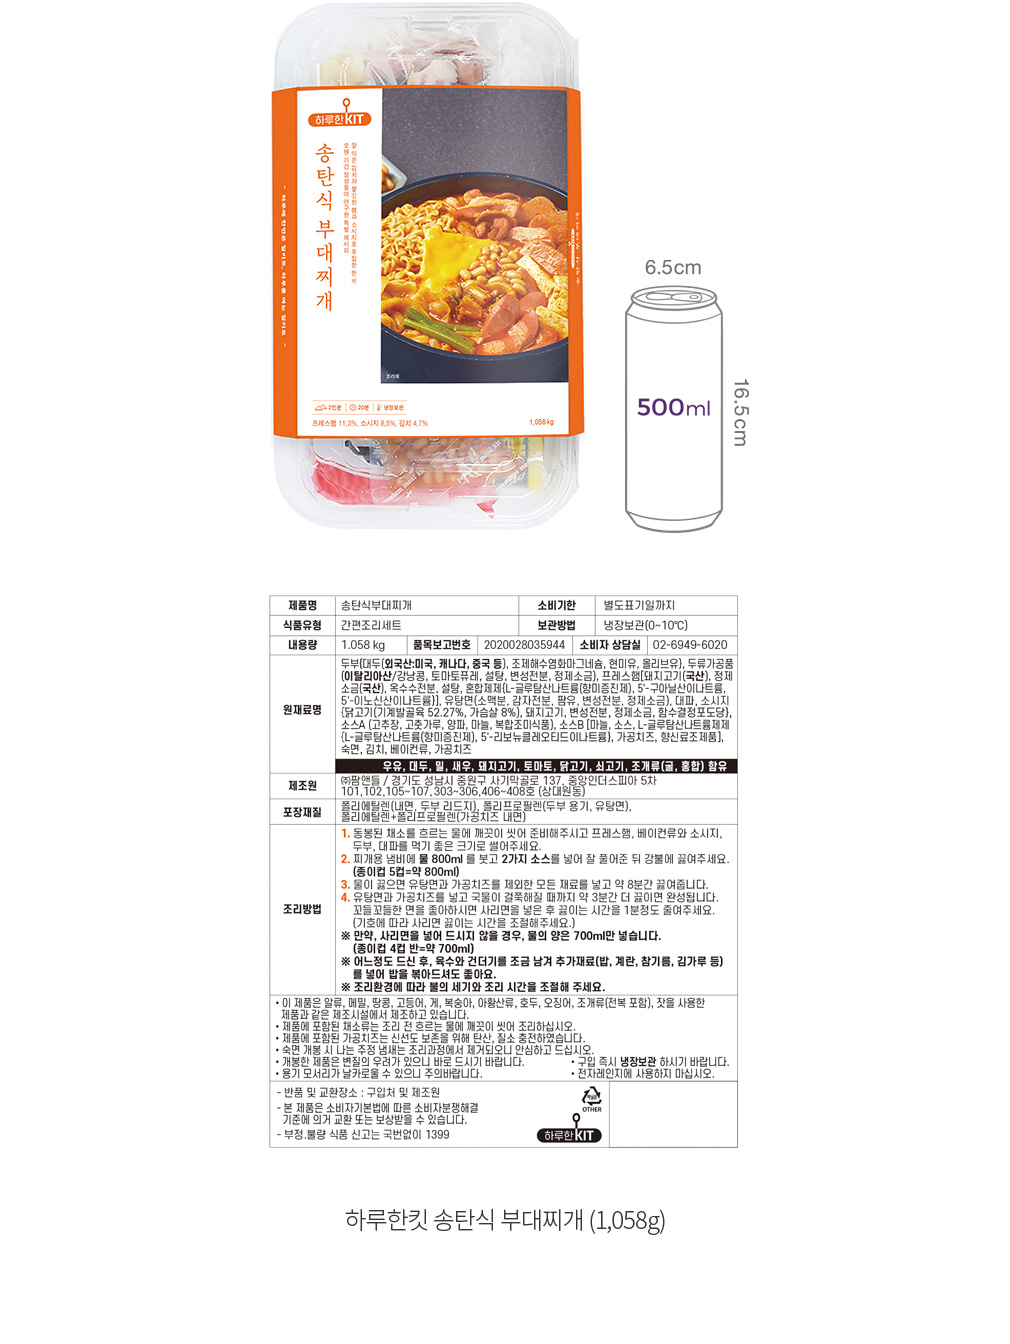 하루한KIT
송탄식 부대찌개
잘 익은 김치와 큼직한 햄과 소시지로 푸짐한 한 끼
오랜 기간 정성들여 연구한 특별 레시피
조리예
2인분 20분 냉장보관
프레스햄 11.3%, 소시지 8.5%, 김치 4.7% 1,058kg
6.5cm
500ml
16.5cm
제품명 송탄식부대찌개 소비기한 별도표기일까지
식품유형 간편조리세트 보관방법 냉장보관(0~10℃)
내용량 1.058 kg 품목보고번호 2020028035944 소비자 상담실 02-6949-6020
원재료명
두부{대두(외국산:미국, 캐나다, 중국 등), 조제해수염화마그네슘, 현미유, 올리브유}, 두류가공품
(이탈리아산/강낭콩, 토마토퓨레, 설탕, 변성전분, 정제소금), 프레스햄[돼지고기(국산), 정제
소금(국산), 옥수수전분, 설탕, 혼합제제{L-글루탐산나트륨(향미증진제), 5'-구아닐산이나트륨,
5'-이노신산이나트륨}], 유탕면(소맥분, 감자전분, 팜유, 변성전분, 정제소금), 대파, 소시지
{닭고기(기계발골육 52.27%, 가슴살 8%), 돼지고기, 변성전분, 정제소금, 함수결정포도당},
소스A (고추장, 고춧가루, 양파, 마늘, 복합조미식품), 소스B [마늘, 소스, L-글루탐산나트륨제제
{L-글루탐산나트륨(향미증진제), 5'-리보뉴클레오티드이나트륨}, 가공치즈, 향신료조제품],
숙면, 김치, 베이컨류, 가공치즈
우유, 대두, 밀, 새우, 돼지고기, 토마토, 닭고기, 쇠고기, 조개류(굴, 홍합) 함유
제조원
㈜팜앤들 / 경기도 성남시 중원구 사기막골로 137, 중앙인더스피아 5차
101,102,105~107,303~306,406~408호 (상대원동)
포장재질
폴리에틸렌(내면, 두부 리드지), 폴리프로필렌(두부 용기, 유탕면),
폴리에틸렌+폴리프로필렌(가공치즈 내면)
조리방법
1. 동봉된 채소를 흐르는 물에 깨끗이 씻어 준비해주시고 프레스햄, 베이컨류와 소시지,
두부, 대파를 먹기 좋은 크기로 썰어주세요.
2. 찌개용 냄비에 물 800ml 를 붓고 2가지 소스를 넣어 잘 풀어준 뒤 강불에 끓여주세요.
(종이컵 5컵=약 800ml)
3. 물이 끓으면 유탕면과 가공치즈를 제외한 모든 재료를 넣고 약 8분간 끓여줍니다.
4. 유탕면과 가공치즈를 넣고 국물이 걸쭉해질 때까지 약 3분간 더 끓이면 완성됩니다.
꼬들꼬들한 면을 좋아하시면 사리면을 넣은 후 끓이는 시간을 1분정도 줄여주세요.
(기호에 따라 사리면 끓이는 시간을 조절해주세요.)
※ 만약, 사리면을 넣어 드시지 않을 경우, 물의 양은 700ml만 넣습니다.
(종이컵 4컵 반=약 700ml)
※ 어느정도 드신 후, 육수와 건더기를 조금 남겨 추가재료(밥, 계란, 참기름, 김가루 등)
를 넣어 밥을 볶아드셔도 좋아요.
※ 조리환경에 따라 불의 세기와 조리 시간을 조절해 주세요.
• 이 제품은 알류, 메밀, 땅콩, 고등어, 게, 복숭아, 아황산류, 호두, 오징어, 조개류(전복 포함), 잣을 사용한
제품과 같은 제조시설에서 제조하고 있습니다.
• 제품에 포함된 채소류는 조리 전 흐르는 물에 깨끗이 씻어 조리하십시오.
• 제품에 포함된 가공치즈는 신선도 보존을 위해 탄산, 질소 충전하였습니다.
• 숙면 개봉 시 나는 주정 냄새는 조리과정에서 제거되오니 안심하고 드십시오.
• 개봉한 제품은 변질의 우려가 있으니 바로 드시기 바랍니다. • 구입 즉시 냉장보관 하시기 바랍니다.
• 용기 모서리가 날카로울 수 있으니 주의바랍니다. • 전자레인지에 사용하지 마십시오.
- 반품 및 교환장소 : 구입처 및 제조원
- 본 제품은 소비자기본법에 따른 소비자분쟁해결
기준에 의거 교환 또는 보상받을 수 있습니다.
- 부정.불량 식품 신고는 국번없이 1399
OTHER
하루한KIT
하루한킷 송탄식 부대찌개 (1,058g)